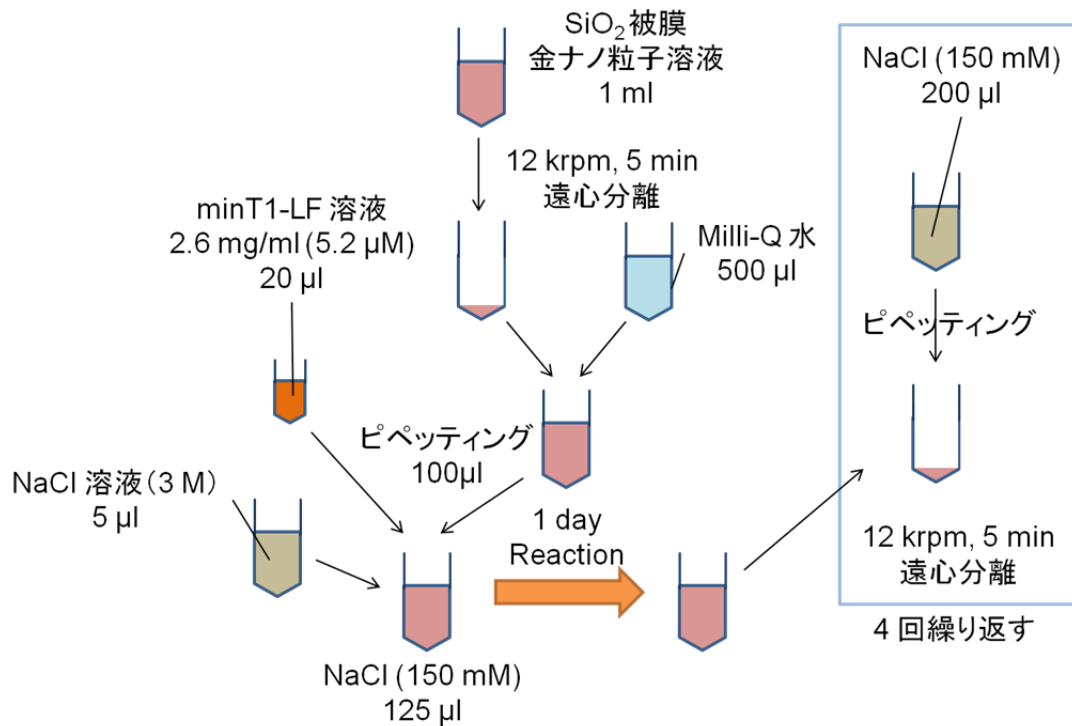 SiO₂被膜
金ナノ粒子溶液
1 ml
NaCl (150 mM)
200 µl
12 krpm, 5 min
遠心分離
minT1-LF 溶液
2.6 mg/ml (5.2 µM)
20 µl
Milli-Q 水
500 µl
ピペッティング
ピペッティング
100µl
NaCl 溶液(3 M)
5 µl
1 day
Reaction
12 krpm, 5 min
遠心分離
4 回繰り返す
NaCl (150 mM)
125 µl